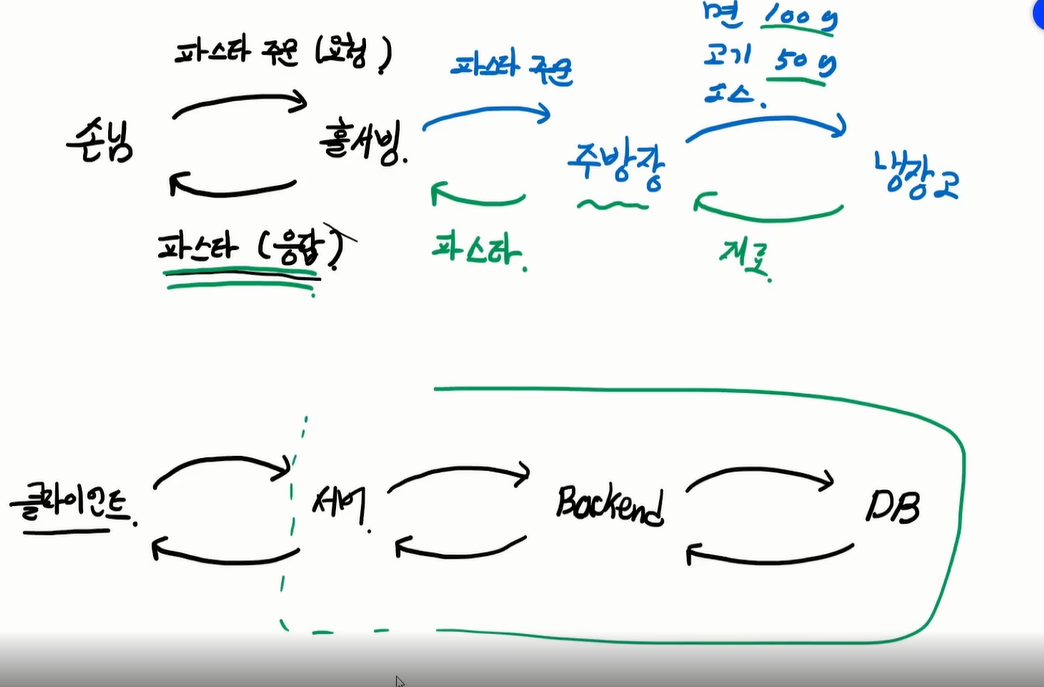 면 100g
고기 50g
소스.
파스타 주문 (요청)
파스타 주문
손님
홀서빙.
주방장
냉장고
파스타 (응답)
파스타.
재료.
클라이언트.
서버.
Backend
DB